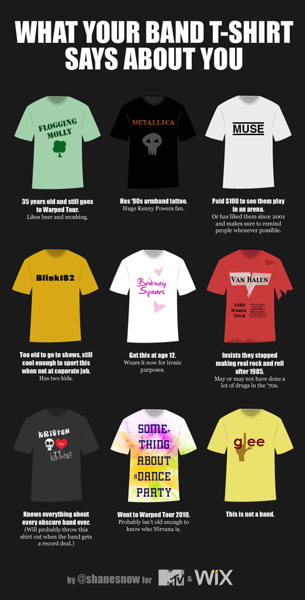 WHAT YOUR BAND T-SHIRT
SAYS ABOUT YOU
FLOGGING
MOLLY
METALLICA
MUSE
35 years old and still goes
to Warped Tour.
Likes beer and moshing.
Has '90s armband tattoo.
Huge Kenny Powers fan.
Paid $100 to see them play
in an arena.
Or has liked them since 2001
and makes sure to remind
people whenever possible.
Blink182
Britney
Spears
VAN HALEN
WORLD
TOUR
Too old to go to shows, still
cool enough to sport this
when not at coporate job.
Has two kids.
Got this at age 12.
Wears it now for ironic
purposes.
Insists they stopped
making real rock and roll
after 1985.
May or may not have done a
lot of drugs in the '70s.
KRISTON
kitchins
SOME-
THING
ABOUT
a DANCE
PARTY
glee
Knows everything about
every obscure band ever.
(Will probably throw this
shirt out when the band gets
a record deal.)
Went to Warped Tour 2010.
Probably isn't old enough to
know who Nirvana is.
This is not a band.
by @shanesnow for MTV & WIX